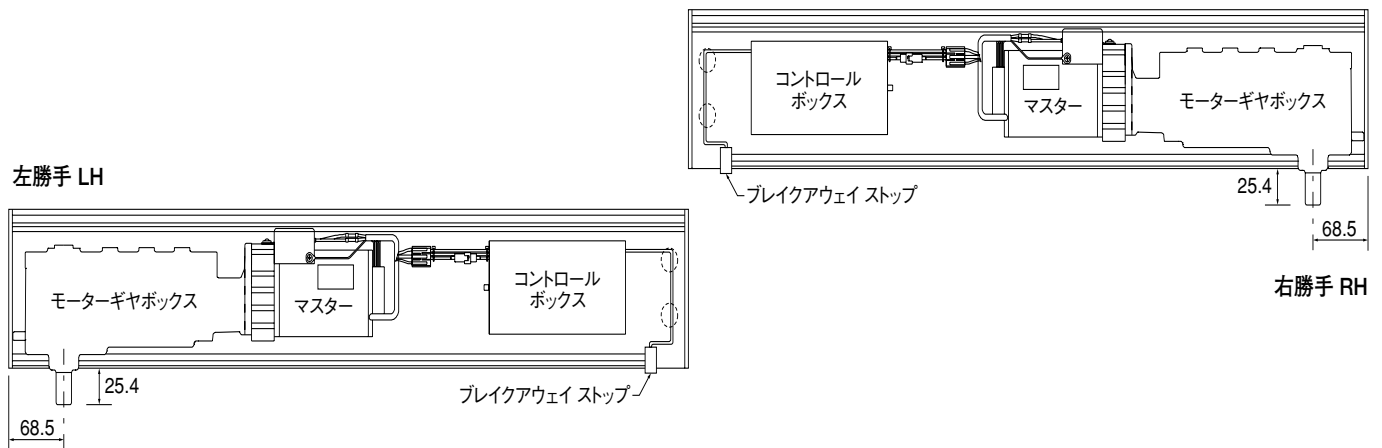 コントロール
ボックス
マスター
モーターギヤボックス
ブレイクアウェイ ストップ
25.4
68.5
右勝手 RH
左勝手 LH
モーターギヤボックス
マスター
コントロール
ボックス
ブレイクアウェイ ストップ
25.4
68.5